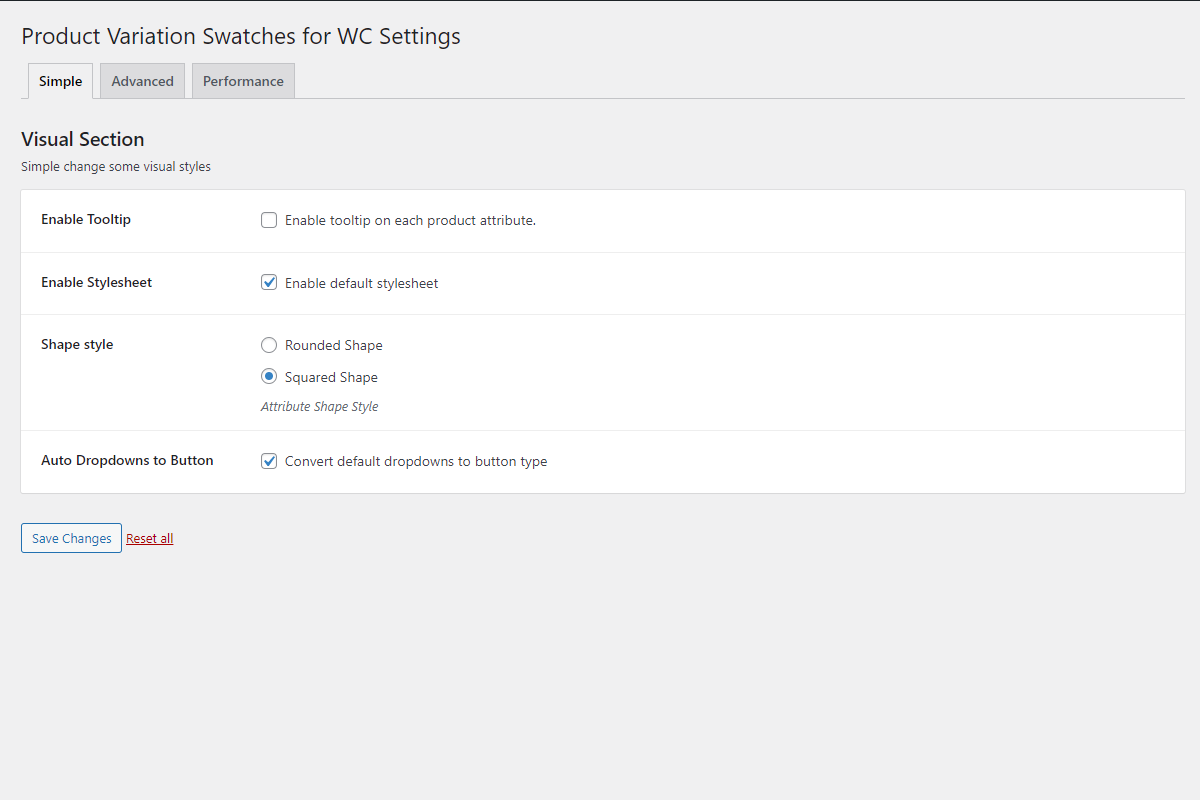 Product Variation Swatches for WC Settings
Simple Advanced Performance
Visual Section
Simple change some visual styles
Enable Tooltip Enable tooltip on each product attribute.
Enable Stylesheet Enable default stylesheet
Shape style Rounded Shape
Squared Shape
Attribute Shape Style
Auto Dropdowns to Button Convert default dropdowns to button type
Save Changes Reset all